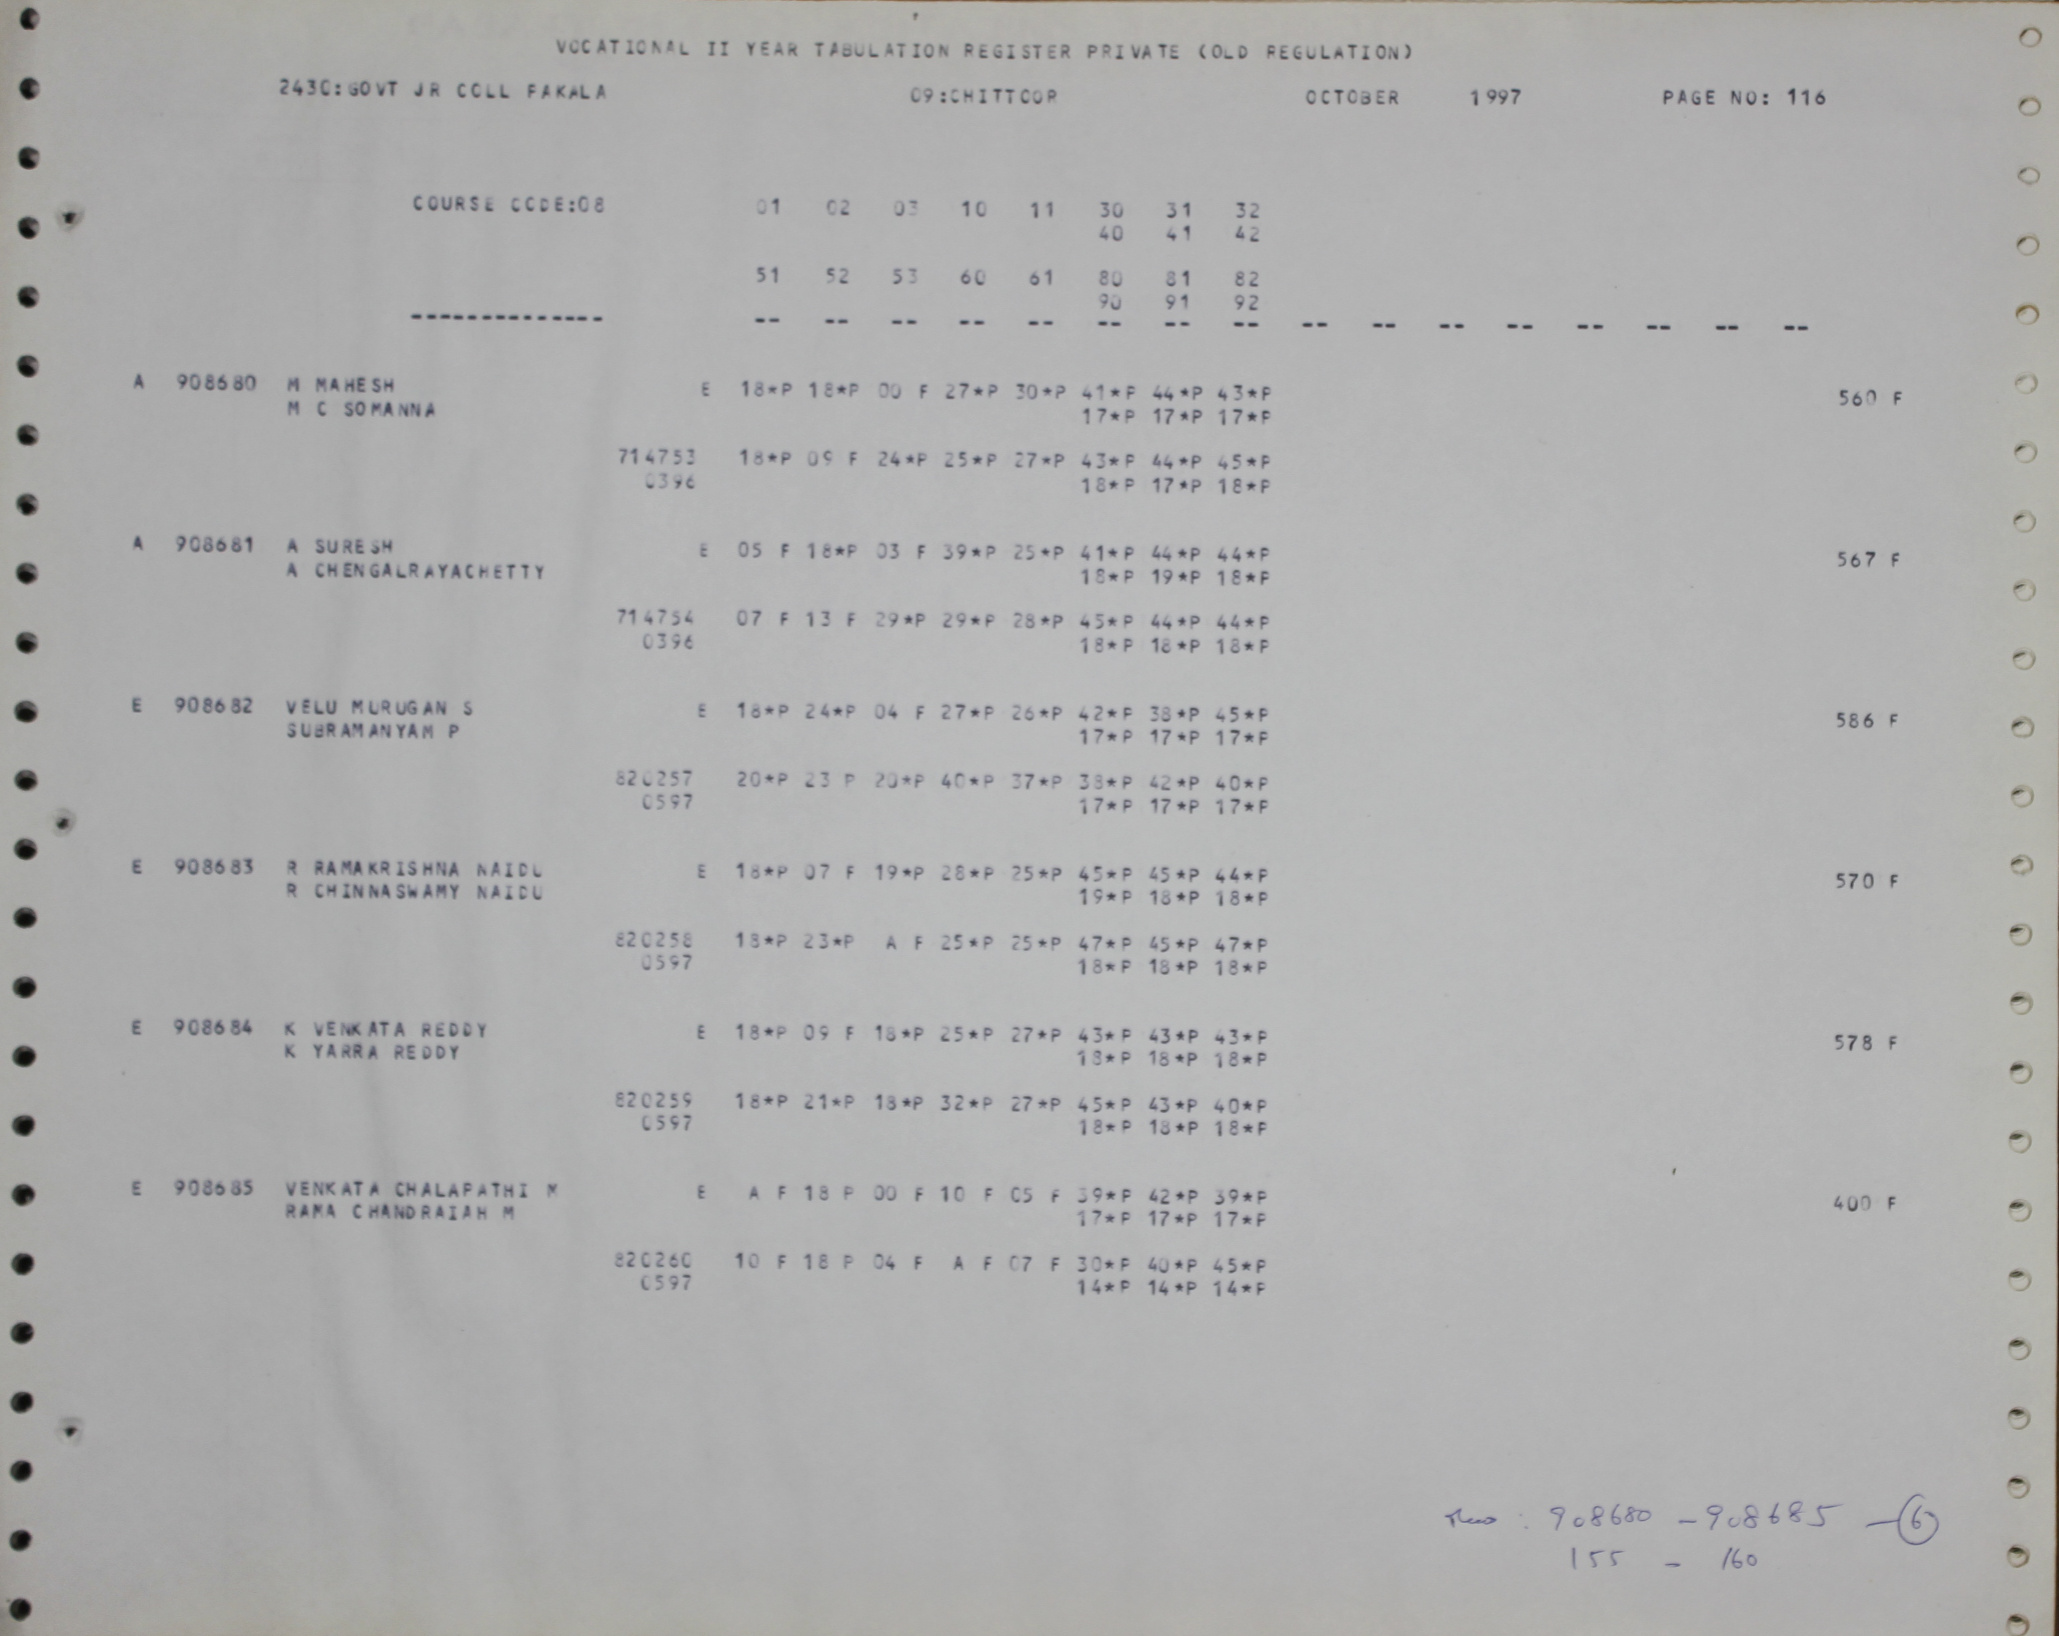 VOCATIONAL II YEAR TABULATION REGISTER PRIVATE (OLD REGULATION)
2430:GOVT JR COLL PAKALA 09:CHITTOOR OCTOBER 1997 PAGE NO: 116
COURSE CODE:08 01 02 03 10 11 30 31 32
40 41 42
51 52 53 60 61 80 81 82
90 91 92
-------------- -- -- -- -- -- -- -- -- -- -- -- -- -- -- -- --
A 908680 M MAHESH E 18*P 18*P 00 F 27*P 30*P 41*P 44*P 43*P 560 F
M C SOMANNA 17*P 17*P 17*P
714753 18*P 09 F 24*P 25*P 27*P 43*P 44*P 45*P
0396 18*P 17*P 18*P
A 908681 A SURESH E 05 F 18*P 03 F 39*P 25*P 41*P 44*P 44*P 567 F
A CHENGALRAYACHETTY 18*P 19*P 18*P
714754 07 F 13 F 29*P 29*P 28*P 45*P 44*P 44*P
0396 18*P 18*P 18*P
E 908682 VELU MURUGAN S E 18*P 24*P 04 F 27*P 26*P 42*P 38*P 45*P 586 F
SUBRAMANYAM P 17*P 17*P 17*P
820257 20*P 23 P 20*P 40*P 37*P 38*P 42*P 40*P
0597 17*P 17*P 17*P
E 908683 R RAMAKRISHNA NAIDU E 18*P 07 F 19*P 28*P 25*P 45*P 45*P 44*P 570 F
R CHINNASWAMY NAIDU 19*P 18*P 18*P
820258 18*P 23*P A F 25*P 25*P 47*P 45*P 47*P
0597 18*P 18*P 18*P
E 908684 K VENKATA REDDY E 18*P 09 F 18*P 25*P 27*P 43*P 43*P 43*P 578 F
K YARRA REDDY 18*P 18*P 18*P
820259 18*P 21*P 18*P 32*P 27*P 45*P 43*P 40*P
0597 18*P 18*P 18*P
E 908685 VENKATA CHALAPATHI M E A F 18 P 00 F 10 F 05 F 39*P 42*P 39*P 400 F
RAMA CHANDRAIAH M 17*P 17*P 17*P
820260 10 F 18 P 04 F A F 07 F 30*P 40*P 45*P
0597 14*P 14*P 14*P
: 908680 - 908685 - 6
155 - 160